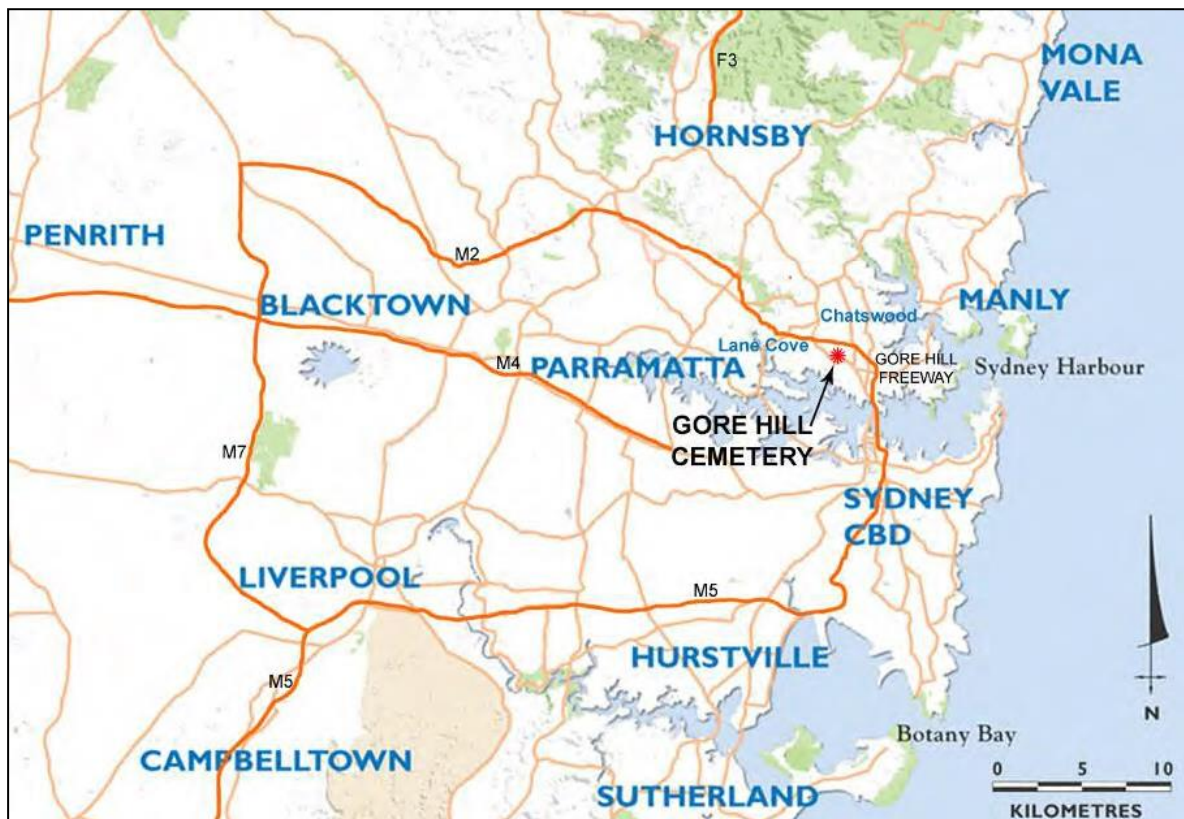 F3
MONA
VALE
HORNSBY
PENRITH
M2
BLACKTOWN
MANLY
Chatswood
Lane Cove
M4
PARRAMATTA
GORE HILL
FREEWAY
Sydney Harbour
GORE HILL
CEMETERY
M7
SYDNEY
CBD
LIVERPOOL
M5
HURSTVILLE
M5
N
Botany Bay
CAMPBELLTOWN
0 5 10
SUTHERLAND
KILOMETRES